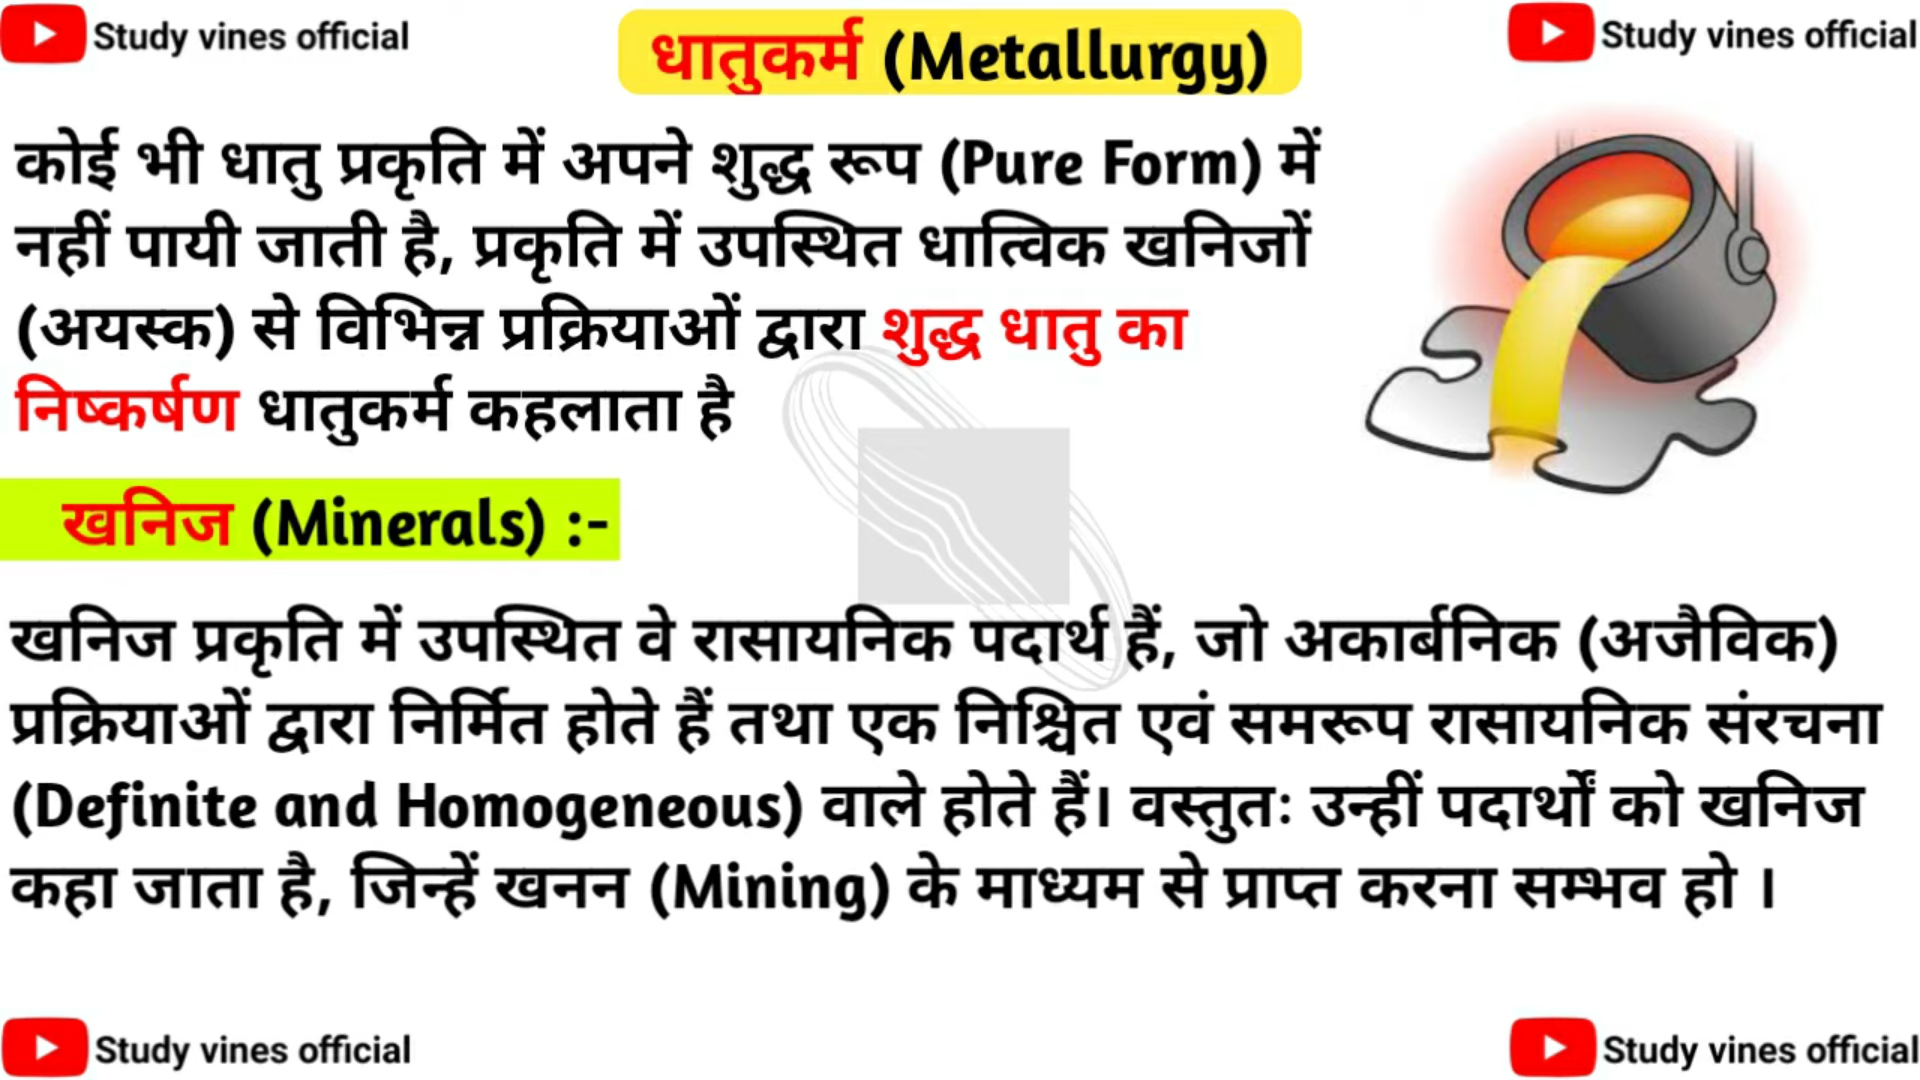 Study vines official
धातुकर्म (Metallurgy)
Study vines official
कोई भी धातु प्रकृति में अपने शुद्ध रूप (Pure Form) में
नहीं पायी जाती है, प्रकृति में उपस्थित धात्विक खनिजों
(अयस्क) से विभिन्न प्रक्रियाओं द्वारा शुद्ध धातु का
निष्कर्षण धातुकर्म कहलाता है
खनिज (Minerals) :-
खनिज प्रकृति में उपस्थित वे रासायनिक पदार्थ हैं, जो अकार्बनिक (अजैविक)
प्रक्रियाओं द्वारा निर्मित होते हैं तथा एक निश्चित एवं समरूप रासायनिक संरचना
(Definite and Homogeneous) वाले होते हैं। वस्तुतः उन्हीं पदार्थों को खनिज
कहा जाता है, जिन्हें खनन (Mining) के माध्यम से प्राप्त करना सम्भव हो ।
Study vines official
Study vines official